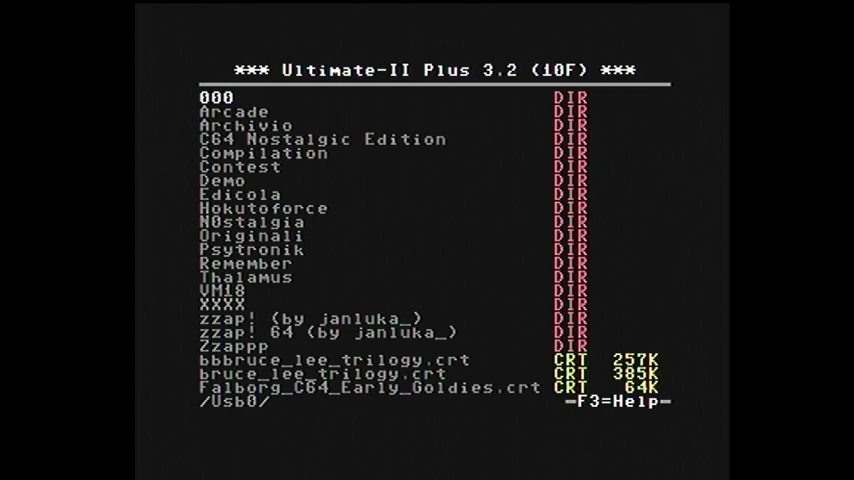 *** Ultimate-II Plus 3.2 (10F) ***
000 DIR
Arcade DIR
Archivio DIR
C64 Nostalgic Edition DIR
Compilation DIR
Contest DIR
Demo DIR
Edicola DIR
Hokutoforce DIR
N0stalgia DIR
Originali DIR
Psytronik DIR
Remember DIR
Thalamus DIR
VM18 DIR
XXXX DIR
zzap! (by janluka_) DIR
zzap! 64 (by janluka_) DIR
Zzappp DIR
bbbruce_lee_trilogy.crt CRT 257K
bruce_lee_trilogy.crt CRT 385K
Falborg_C64_Early_Goldies.crt CRT 64K
/Usb0/ F3=Help